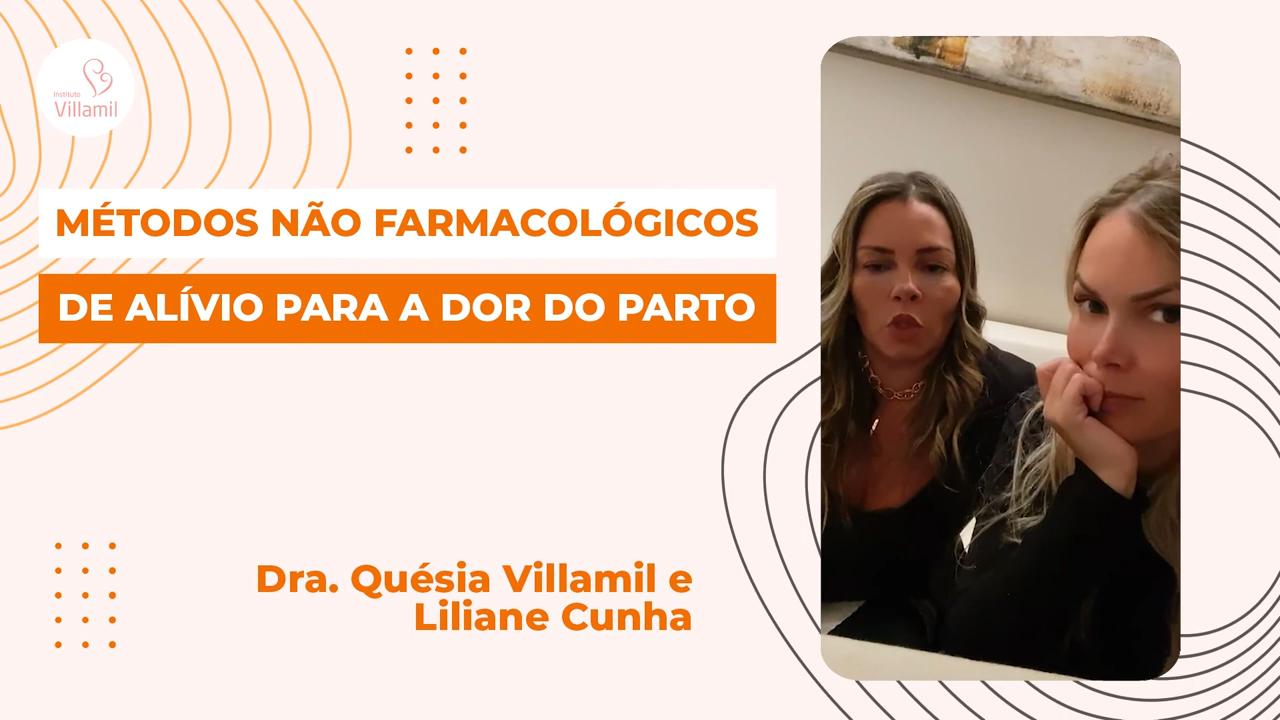 Instituto
Villamil
MÉTODOS NÃO FARMACOLÓGICOS
DE ALÍVIO PARA A DOR DO PARTO
Dra. Quésia Villamil e
Liliane Cunha